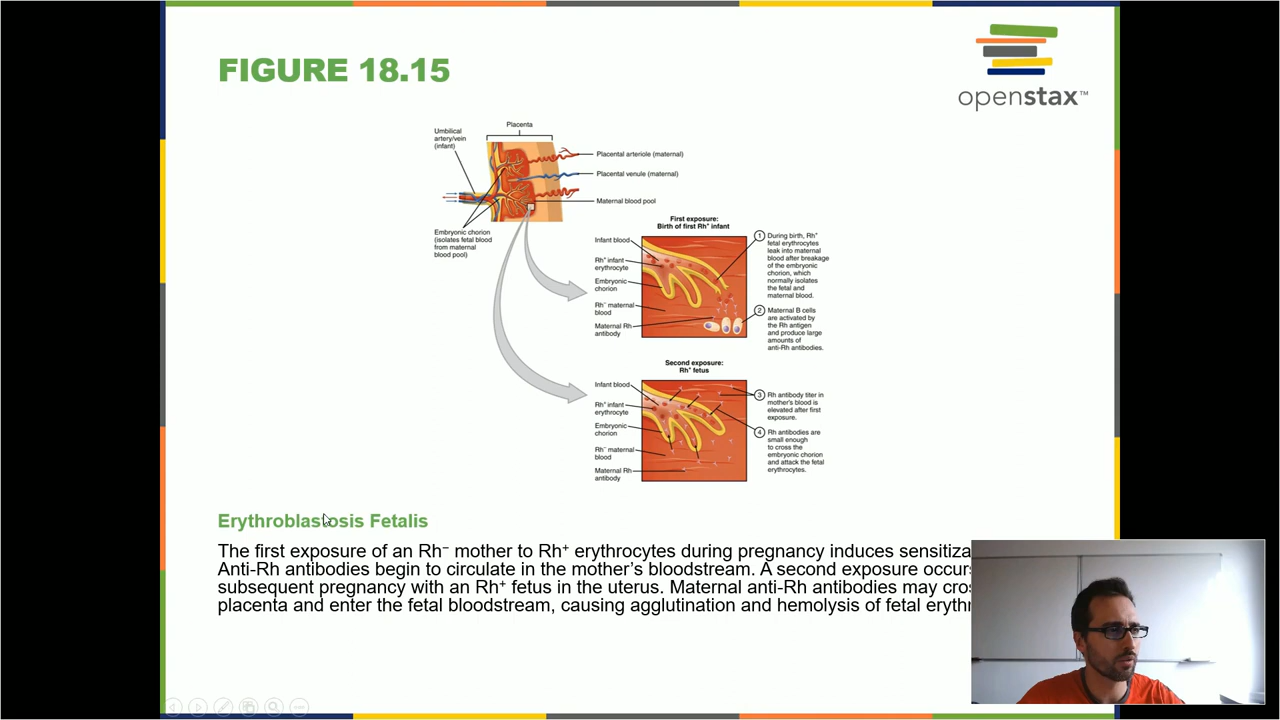 FIGURE 18.15
openstax™
Placenta
Umbilical
artery/vein
(infant)
Placental arteriole (maternal)
Placental venule (maternal)
Maternal blood pool
Embryonic chorion
(isolates fetal blood
from maternal
blood pool)
First exposure:
Birth of first Rh⁺ infant
Infant blood
Rh⁺ infant
erythrocyte
Embryonic
chorion
Rh⁻ maternal
blood
Maternal Rh
antibody
1 During birth, Rh⁺
fetal erythrocytes
leak into maternal
blood after breakage
of the embryonic
chorion, which
normally isolates
the fetal and
maternal blood.
2 Maternal B cells
are activated by
the Rh antigen
and produce large
amounts of
anti-Rh antibodies.
Second exposure:
Rh⁺ fetus
Infant blood
Rh⁺ infant
erythrocyte
Embryonic
chorion
Rh⁻ maternal
blood
Maternal Rh
antibody
3 Rh antibody titer in
mother's blood is
elevated after first
exposure.
4 Rh antibodies are
small enough
to cross the
embryonic chorion
and attack the fetal
erythrocytes.
Erythroblastosis Fetalis
The first exposure of an Rh⁻ mother to Rh⁺ erythrocytes during pregnancy induces sensitiza
Anti-Rh antibodies begin to circulate in the mother's bloodstream. A second exposure occur
subsequent pregnancy with an Rh⁺ fetus in the uterus. Maternal anti-Rh antibodies may cro
placenta and enter the fetal bloodstream, causing agglutination and hemolysis of fetal eryth